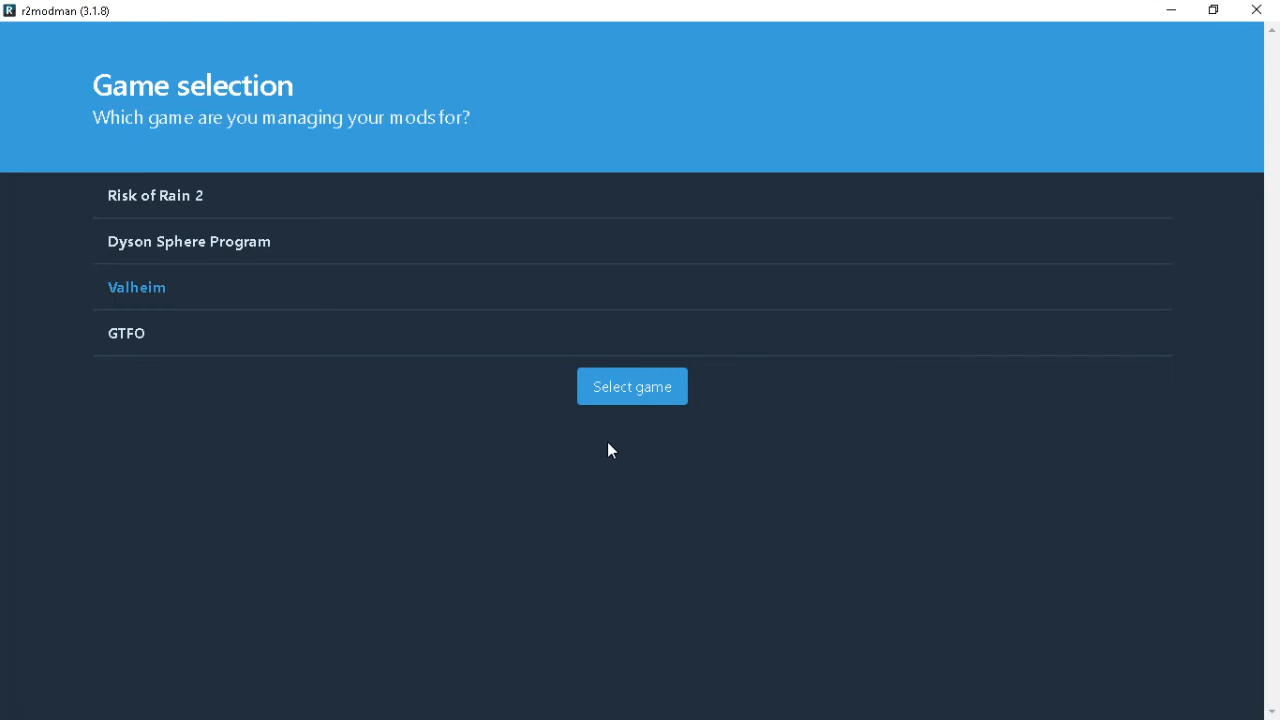 r2modman (3.1.8)
Game selection
Which game are you managing your mods for?
Risk of Rain 2
Dyson Sphere Program
Valheim
GTFO
Select game